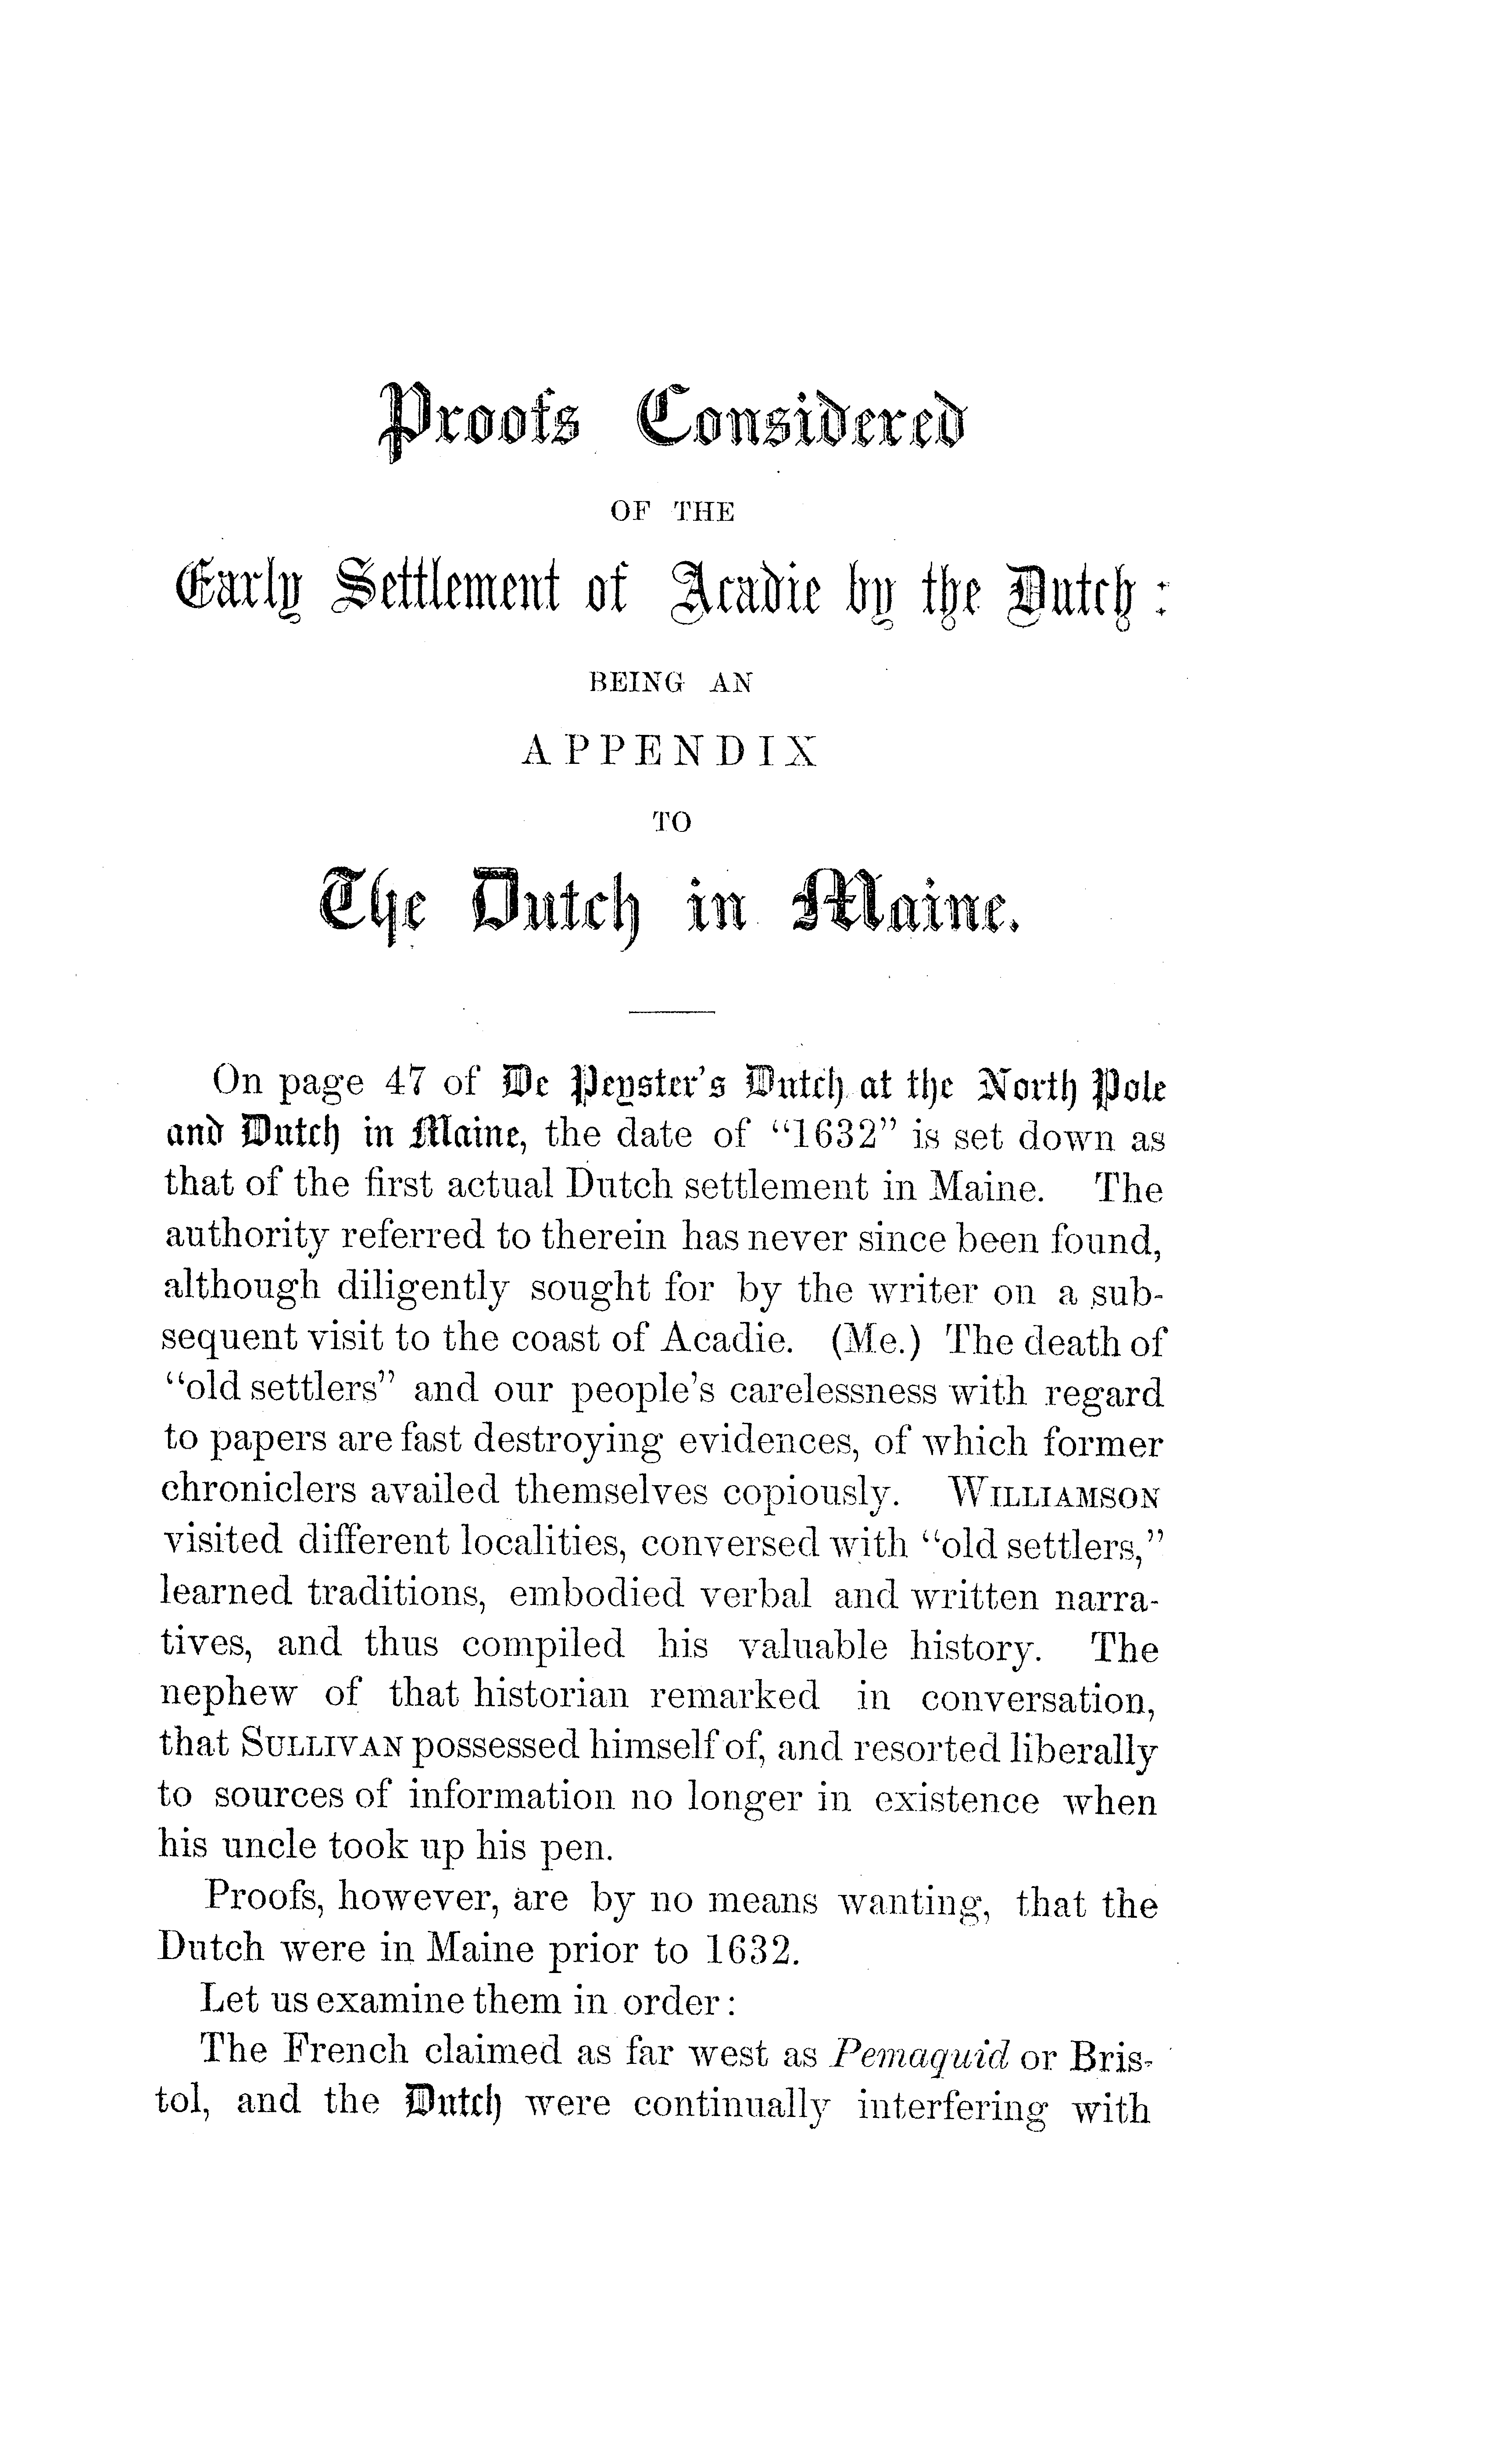 Proofs Considered
OF THE
Early Settlement of Acadie by the Dutch:
BEING AN
APPENDIX
TO
The Dutch in Maine.
On page 47 of De Peyster's Dutch at the North Pole
and Dutch in Maine, the date of "1632" is set down as
that of the first actual Dutch settlement in Maine. The
authority referred to therein has never since been found,
although diligently sought for by the writer on a sub-
sequent visit to the coast of Acadie. (Me.) The death of
"old settlers" and our people's carelessness with regard
to papers are fast destroying evidences, of which former
chroniclers availed themselves copiously. WILLIAMSON
visited different localities, conversed with "old settlers,"
learned traditions, embodied verbal and written narra-
tives, and thus compiled his valuable history. The
nephew of that historian remarked in conversation,
that SULLIVAN possessed himself of, and resorted liberally
to sources of information no longer in existence when
his uncle took up his pen.
Proofs, however, are by no means wanting, that the
Dutch were in Maine prior to 1632.
Let us examine them in order:
The French claimed as far west as Pemaquid or Bris-
tol, and the Dutch were continually interfering with